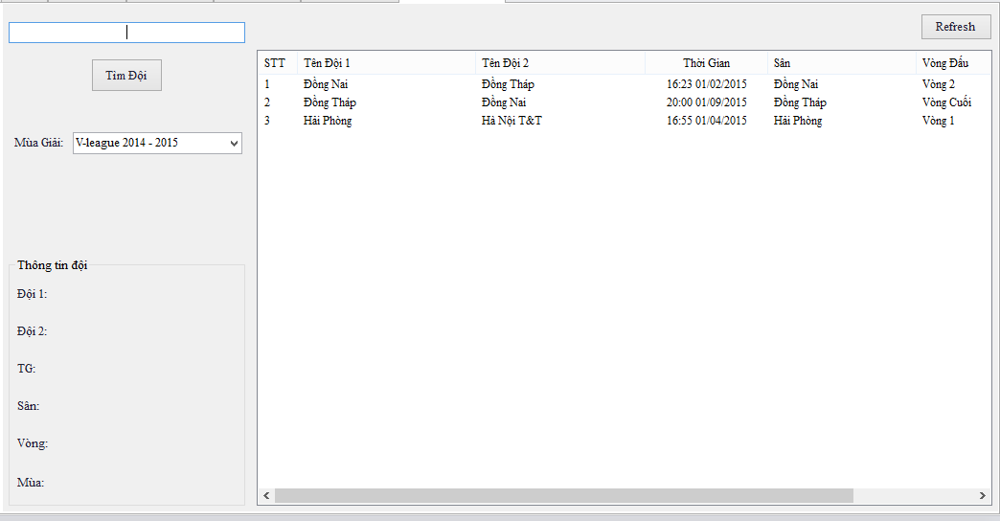 Refresh
Tìm Đội
Mùa Giải: V-league 2014 - 2015
STT Tên Đội 1 Tên Đội 2 Thời Gian Sân Vòng Đấu
1 Đồng Nai Đồng Tháp 16:23 01/02/2015 Đồng Nai Vòng 2
2 Đồng Tháp Đồng Nai 20:00 01/09/2015 Đồng Tháp Vòng Cuối
3 Hải Phòng Hà Nội T&T 16:55 01/04/2015 Hải Phòng Vòng 1
Thông tin đội
Đội 1:
Đội 2:
TG:
Sân:
Vòng:
Mùa: